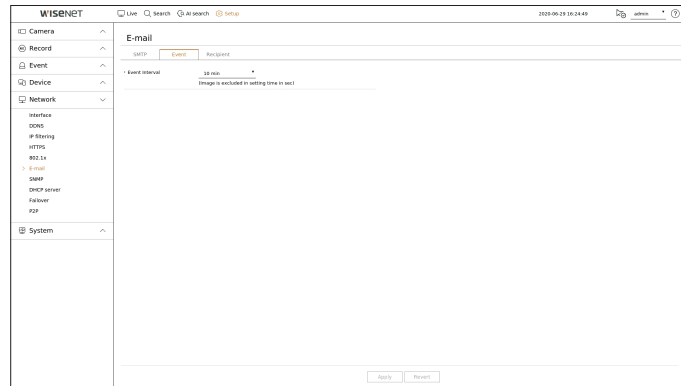 WISENET
Live Search AI search Setup
2020-06-29 16:24:49
admin
Camera
Record
Event
Device
Network
Interface
DDNS
IP filtering
HTTPS
802.1x
> E-mail
SNMP
DHCP server
Failover
P2P
System
E-mail
SMTP Event Recipient
Event Interval 10 min
(Image is excluded in setting time in sec)
Apply Revert